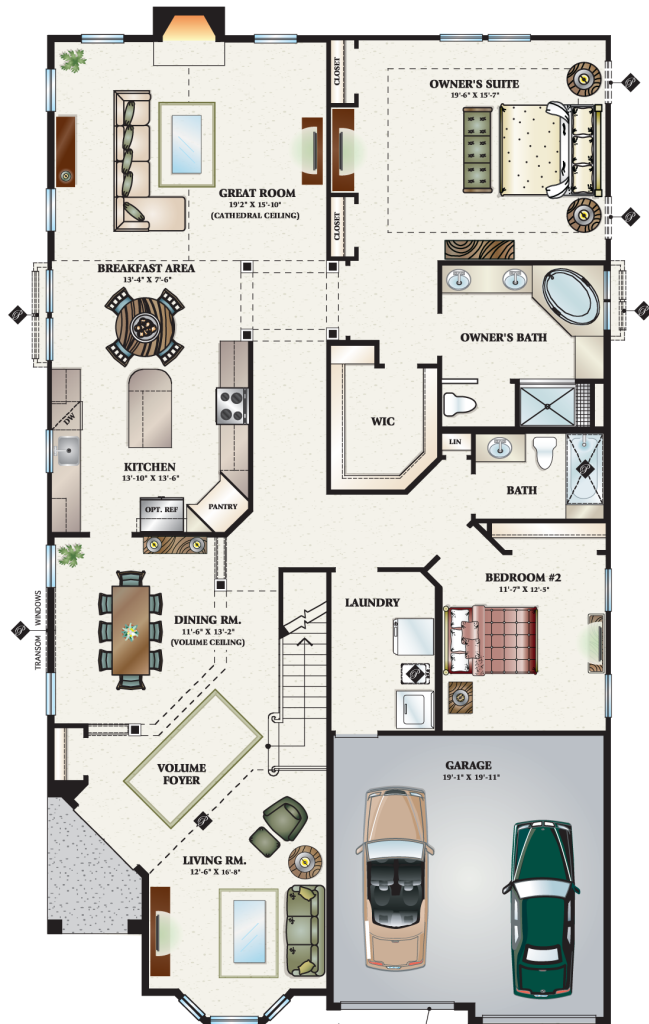 CLOSET
OWNER'S SUITE
19'-6" X 15'-7"
GREAT ROOM
19'2" X 15'-10"
(CATHEDRAL CEILING)
CLOSET
BREAKFAST AREA
13'-4" X 7'-6"
OWNER'S BATH
DW
WIC
LIN
KITCHEN
13'-10" X 13'-6"
BATH
OPT. REF
PANTRY
BEDROOM #2
11'-7" X 12'-5"
LAUNDRY
TRANSOM WINDOWS
DINING RM.
11'-6" X 13'-2"
(VOLUME CEILING)
VOLUME
FOYER
GARAGE
19'-1" X 19'-11"
LIVING RM.
12'-6" X 16'-8"